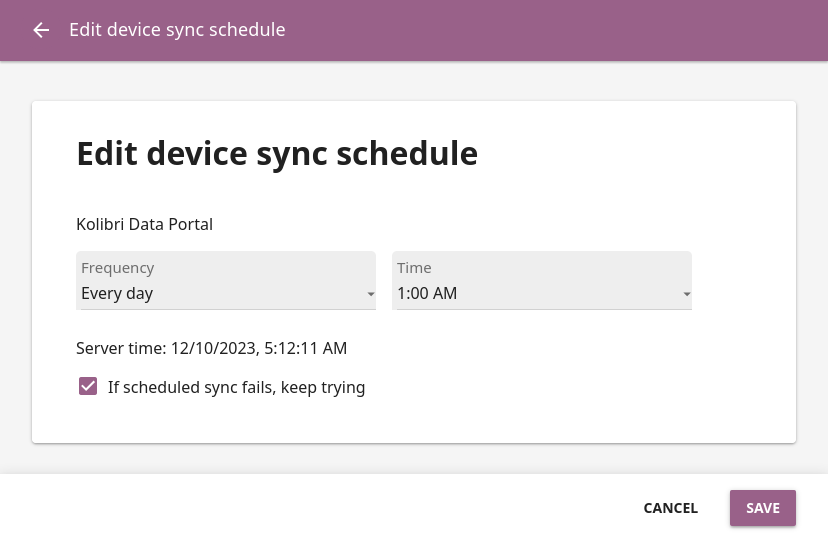 Edit device sync schedule
Edit device sync schedule
Kolibri Data Portal
Frequency
Every day
Time
1:00 AM
Server time: 12/10/2023, 5:12:11 AM
If scheduled sync fails, keep trying
CANCEL
SAVE